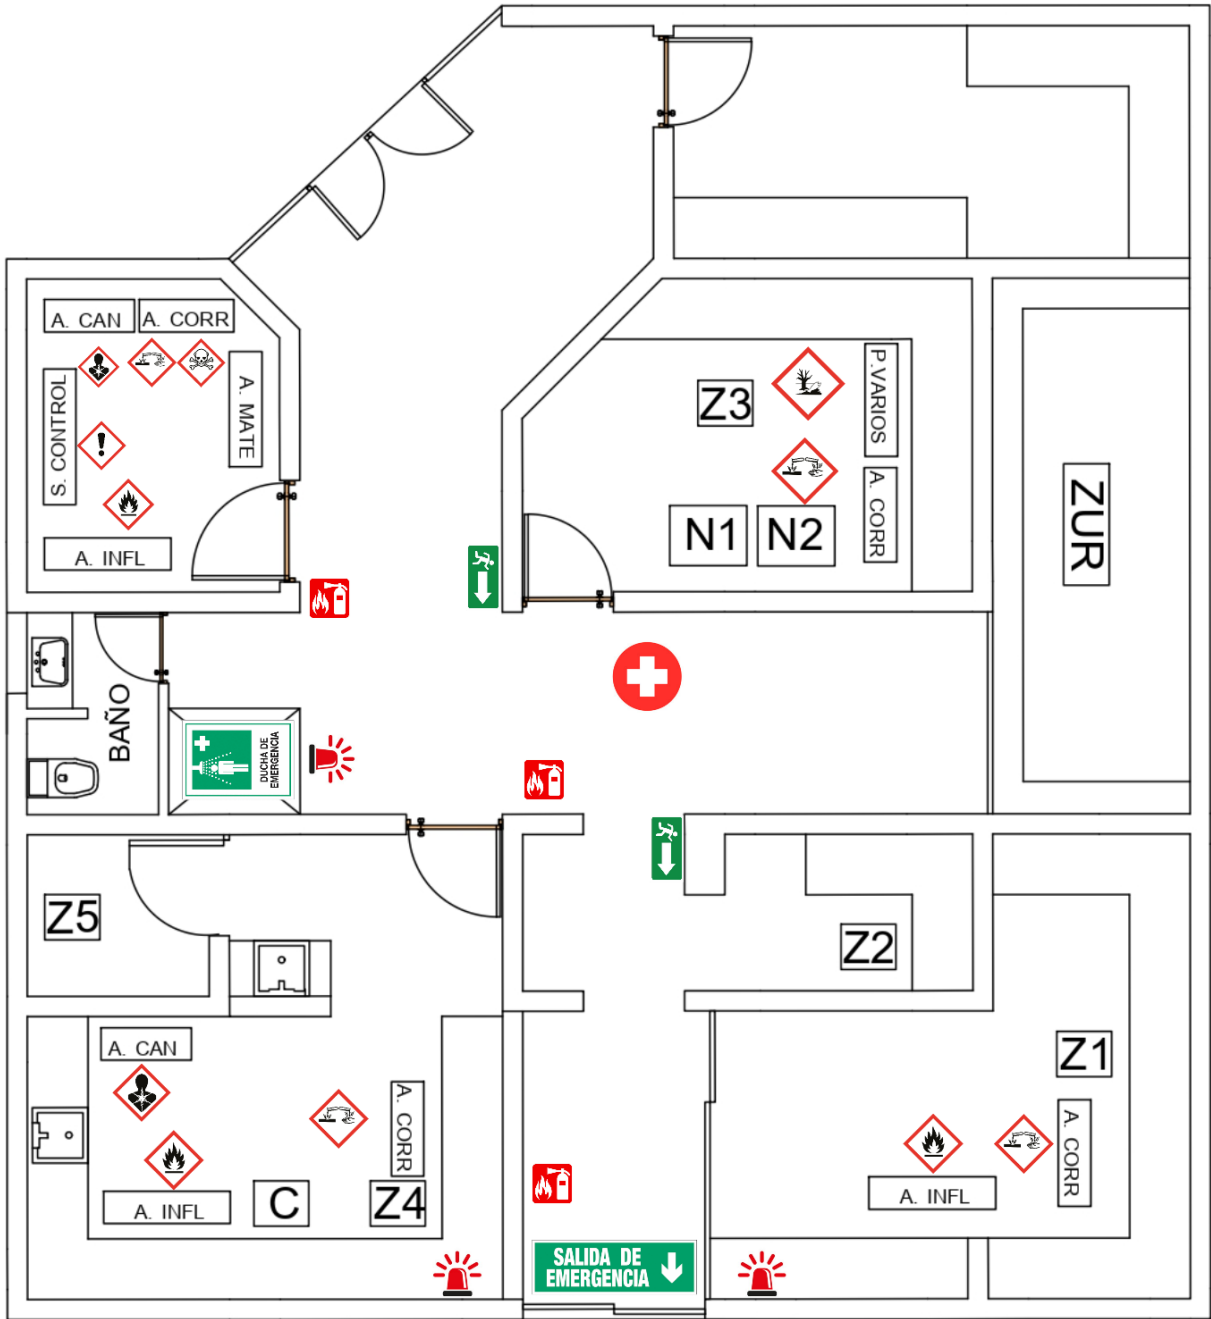 A. CAN
A. CORR
S. CONTROL
A. MATE
A. INFL
Z3
P.VARIOS
A. CORR
N1
N2
ZUR
BAÑO
DUCHA DE
EMERGENCIA
Z5
Z2
A. CAN
A. CORR
A. INFL
C
Z4
Z1
A. CORR
A. INFL
SALIDA DE
EMERGENCIA